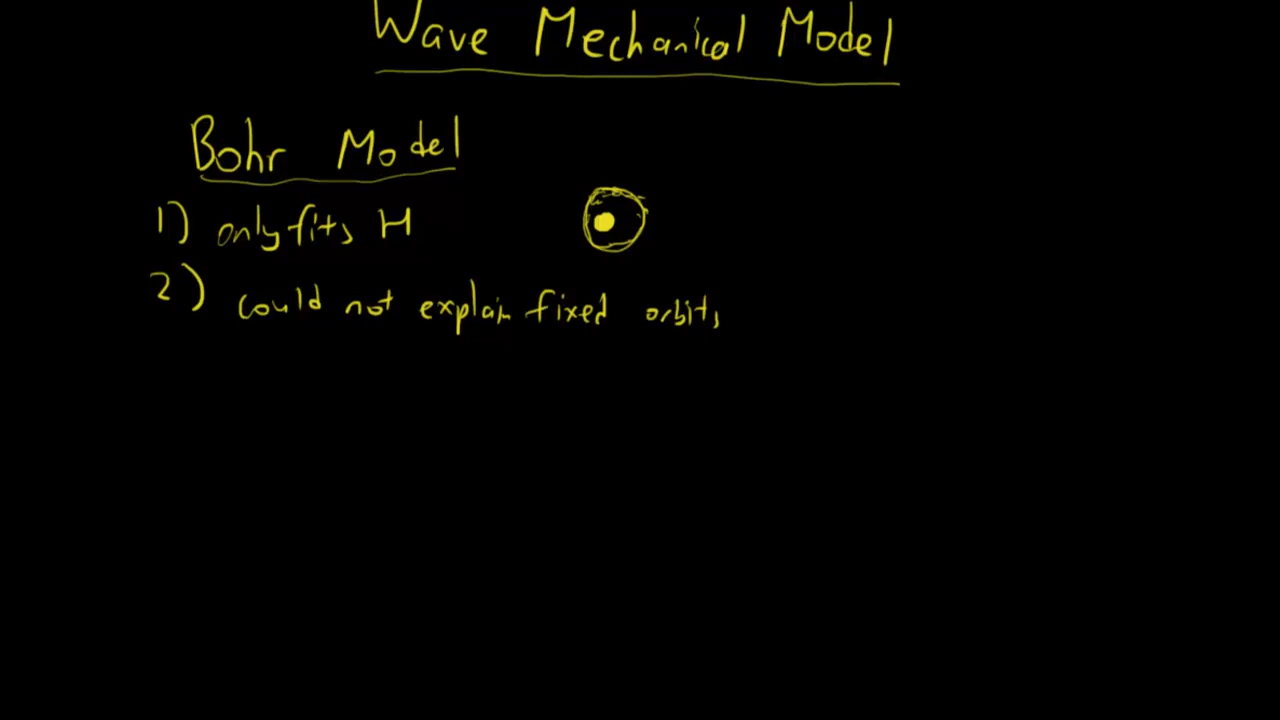 Wave Mechanical Model
Bohr Model
1) only fits H
2) could not explain fixed orbits